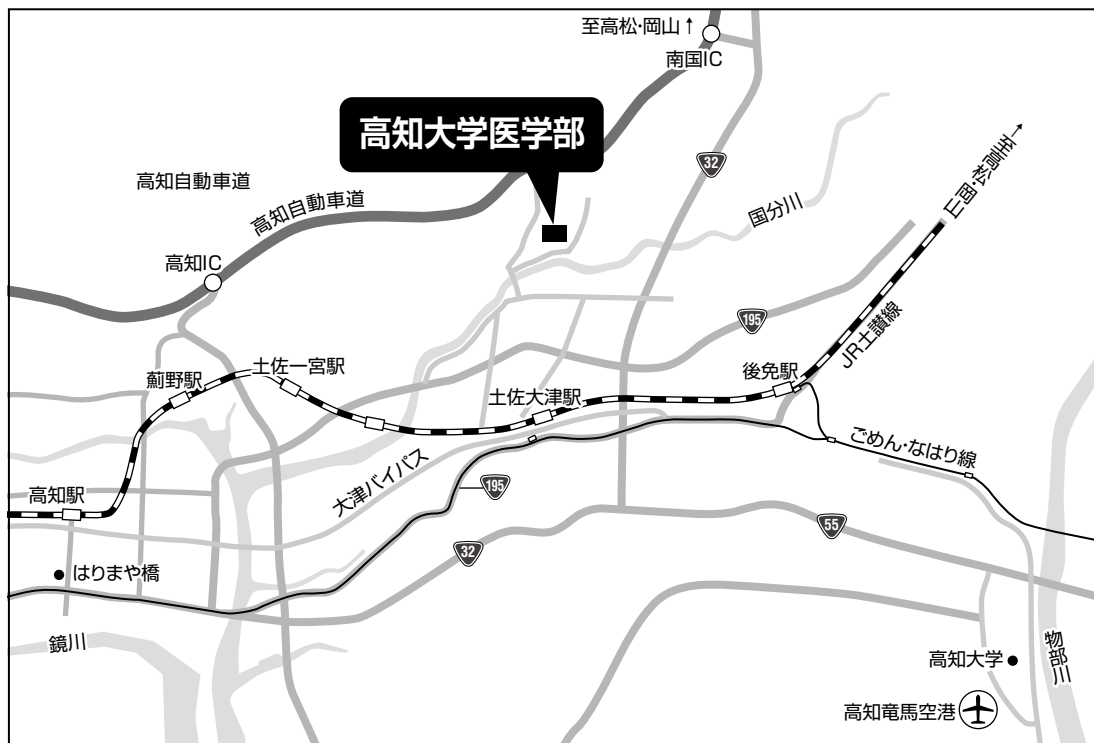 至高松・岡山↑
南国IC
高知大学医学部
32
高知自動車道
高知自動車道
国分川
至高松・岡山→
高知IC
195
JR土讃線
後免駅
土佐一宮駅
薊野駅
土佐大津駅
ごめん・なはり線
大津バイパス
195
高知駅
55
32
はりまや橋
鏡川
高知大学
物部川
高知竜馬空港